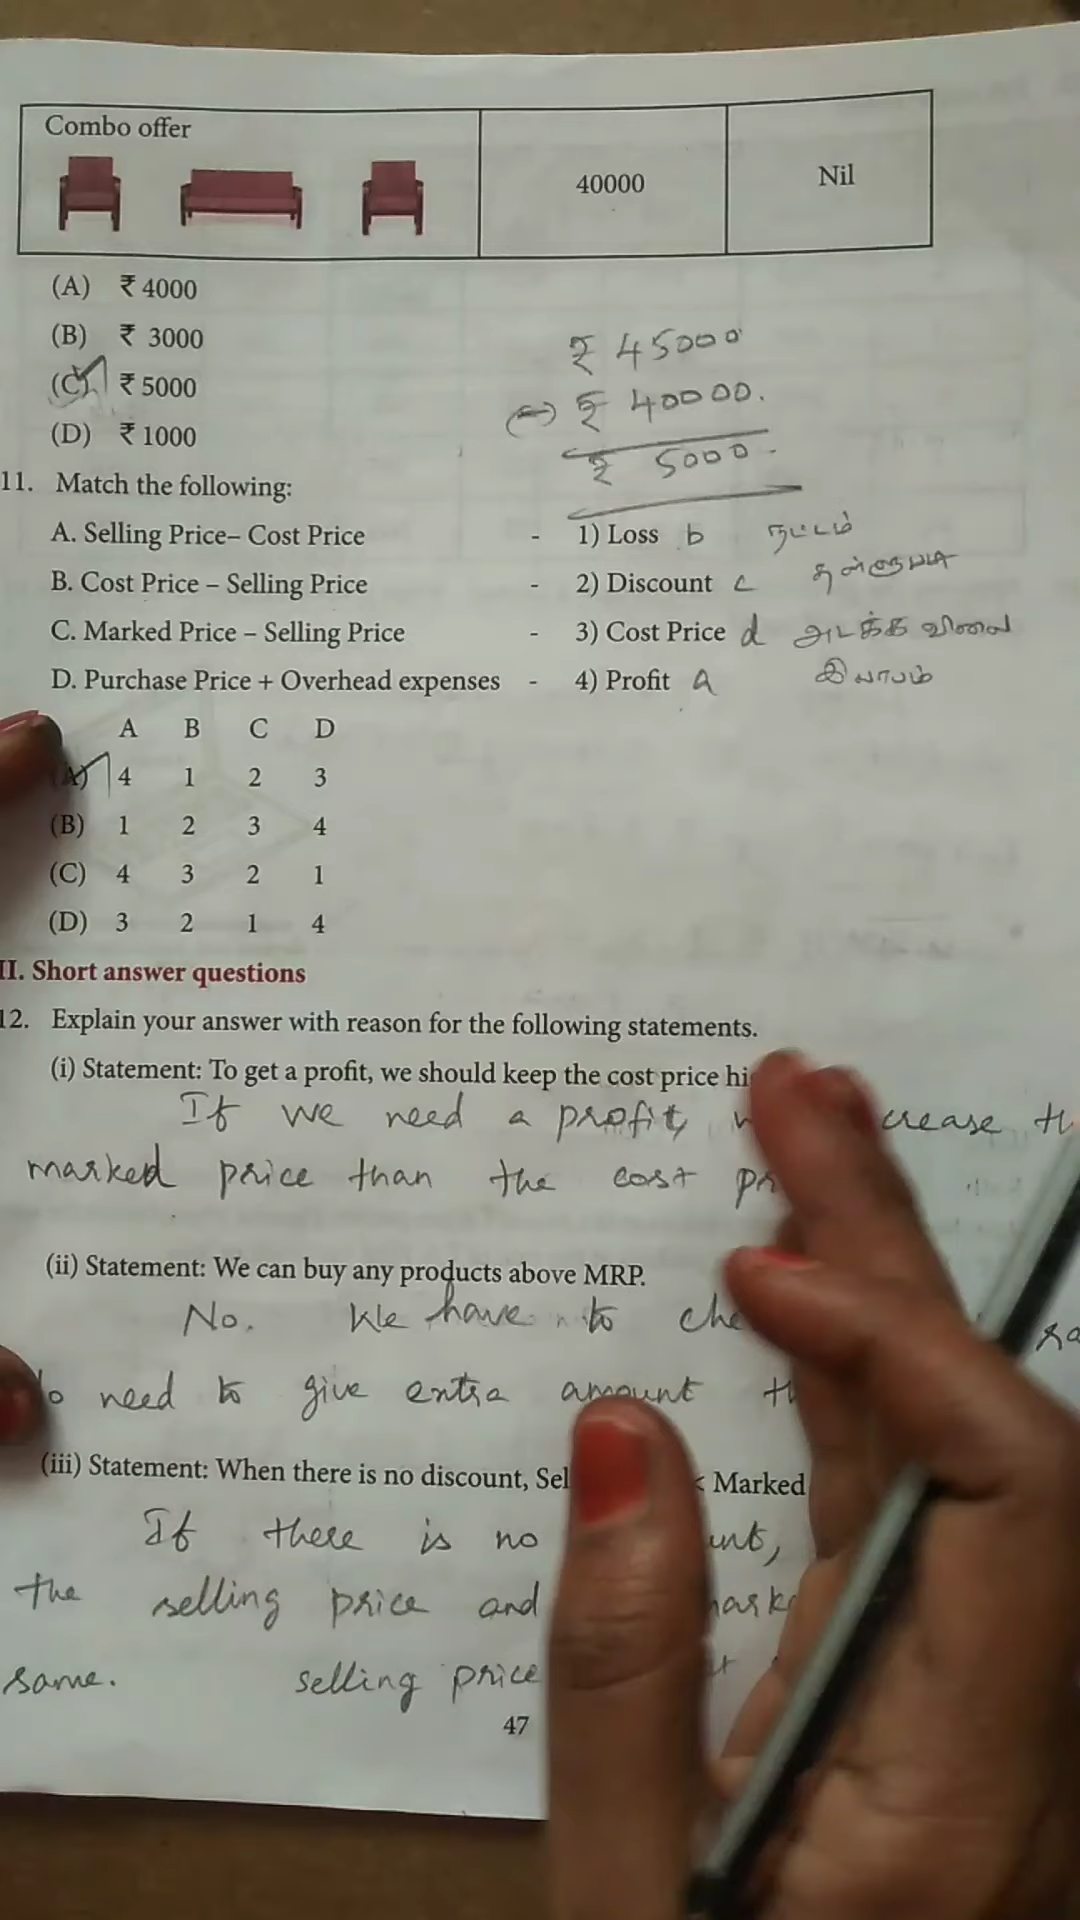 Combo offer
40000
Nil
(A) ₹ 4000
(B) ₹ 3000
(C) ₹ 5000
(D) ₹ 1000
₹ 45000
(-) ₹ 40000.
₹ 5000.
11. Match the following:
A. Selling Price– Cost Price - 1) Loss b நட்டம்
B. Cost Price – Selling Price - 2) Discount c தள்ளுபடி
C. Marked Price – Selling Price - 3) Cost Price d அடக்க விலை
D. Purchase Price + Overhead expenses - 4) Profit a இலாபம்
A B C D
(A) 4 1 2 3
(B) 1 2 3 4
(C) 4 3 2 1
(D) 3 2 1 4
II. Short answer questions
12. Explain your answer with reason for the following statements.
(i) Statement: To get a profit, we should keep the cost price
If we need a profit,
marked price than the cost
(ii) Statement: We can buy any products above MRP.
No. We have to
need to give extra amount
(iii) Statement: When there is no discount, < Marked
If there is no
the selling price and
same. selling price
47